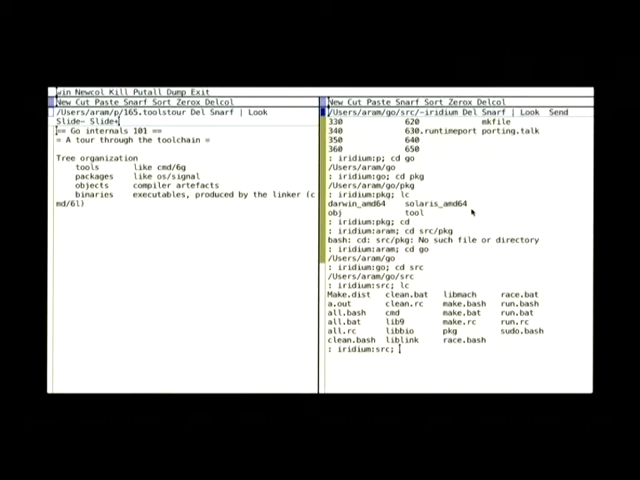 win Newcol Kill Putall Dump Exit
New Cut Paste Snarf Sort Zerox Delcol
/Users/aram/p/165.toolstour Del Snarf | Look
Slide- Slide+
== Go internals 101 ==
= A tour through the toolchain =
Tree organization
tools like cmd/6g
packages like os/signal
objects compiler artefacts
binaries executables, produced by the linker (c
md/6l)
New Cut Paste Snarf Sort Zerox Delcol
/Users/aram/go/src/-iridium Del Snarf | Look Send
330 620 mkfile
340 630.runtimeport porting.talk
350 640
360 650
: iridium:p; cd go
/Users/aram/go
: iridium:go; cd pkg
/Users/aram/go/pkg
: iridium:pkg; lc
darwin_amd64 solaris_amd64
obj tool
: iridium:pkg; cd
: iridium:aram; cd src/pkg
bash: cd: src/pkg: No such file or directory
: iridium:aram; cd go
/Users/aram/go
: iridium:go; cd src
/Users/aram/go/src
: iridium:src; lc
Make.dist clean.bat libmach race.bat
a.out clean.rc make.bash run.bash
all.bash cmd make.bat run.bat
all.bat lib9 make.rc run.rc
all.rc libbio pkg sudo.bash
clean.bash liblink race.bash
: iridium:src;